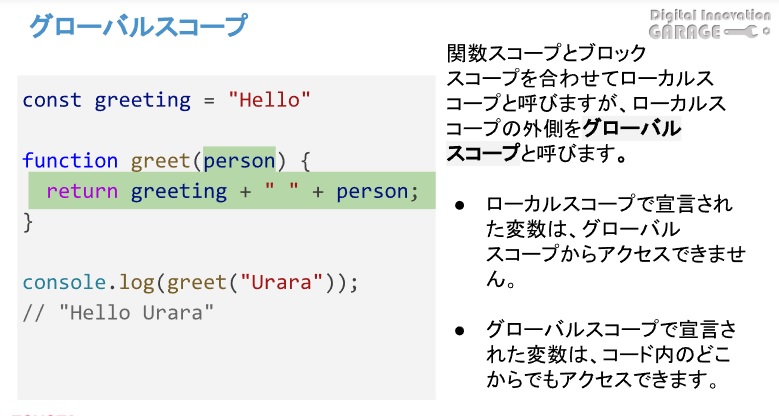 グローバルスコープ
Digital Innovation
GARAGE
const greeting = "Hello"
function greet(person) {
return greeting + " " + person;
}
console.log(greet("Urara"));
// "Hello Urara"
関数スコープとブロック
スコープを合わせてローカルス
コープと呼びますが、ローカルス
コープの外側をグローバル
スコープと呼びます。
● ローカルスコープで宣言され
た変数は、グローバル
スコープからアクセスできませ
ん。
● グローバルスコープで宣言さ
れた変数は、コード内のどこ
からでもアクセスできます。